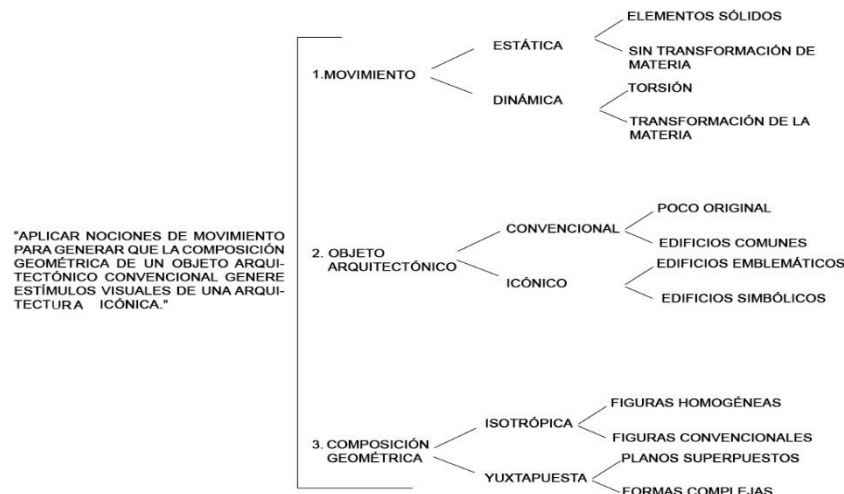 "APLICAR NOCIONES DE MOVIMIENTO
PARA GENERAR QUE LA COMPOSICIÓN
GEOMÉTRICA DE UN OBJETO ARQUI-
TECTÓNICO CONVENCIONAL GENERE
ESTÍMULOS VISUALES DE UNA ARQUI-
TECTURA ICÓNICA."
1.MOVIMIENTO
ESTÁTICA
ELEMENTOS SÓLIDOS
SIN TRANSFORMACIÓN DE
MATERIA
DINÁMICA
TORSIÓN
TRANSFORMACIÓN DE LA
MATERIA
2. OBJETO
ARQUITECTÓNICO
CONVENCIONAL
POCO ORIGINAL
EDIFICIOS COMUNES
ICÓNICO
EDIFICIOS EMBLEMÁTICOS
EDIFICIOS SIMBÓLICOS
3. COMPOSICIÓN
GEOMÉTRICA
ISOTRÓPICA
FIGURAS HOMOGÉNEAS
FIGURAS CONVENCIONALES
YUXTAPUESTA
PLANOS SUPERPUESTOS
FORMAS COMPLEJAS